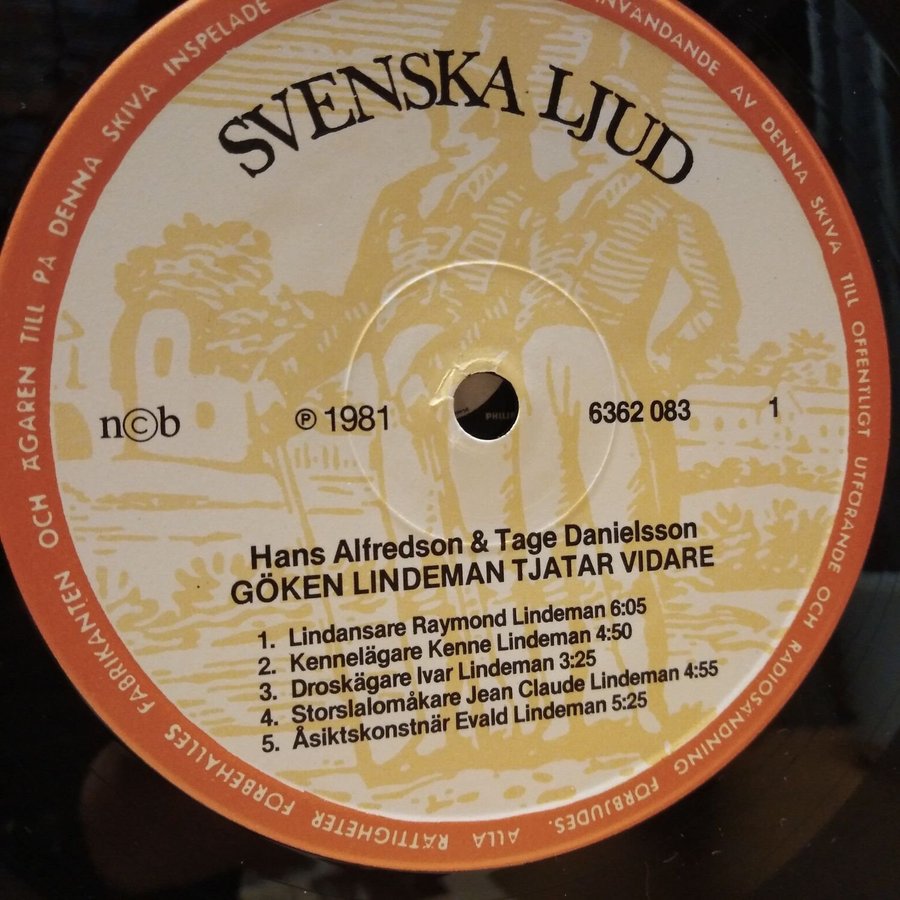 SVENSKA LJUD
n©b
℗ 1981
6362 083
1
Hans Alfredson & Tage Danielsson
GÖKEN LINDEMAN TJATAR VIDARE
1. Lindansare Raymond Lindeman 6:05
2. Kennelägare Kenne Lindeman 4:50
3. Droskägare Ivar Lindeman 3:25
4. Storslalomåkare Jean Claude Lindeman 4:55
5. Åsiktskonstnär Evald Lindeman 5:25
ALLA RÄTTIGHETER FÖRBEHÅLLES FABRIKANTEN OCH ÄGAREN TILL PÅ DENNA SKIVA INSPELADE
ANVÄNDANDE AV DENNA SKIVA TILL OFFENTLIGT UTFÖRANDE OCH RADIOSÄNDNING FÖRBJUDES.
PHILIP